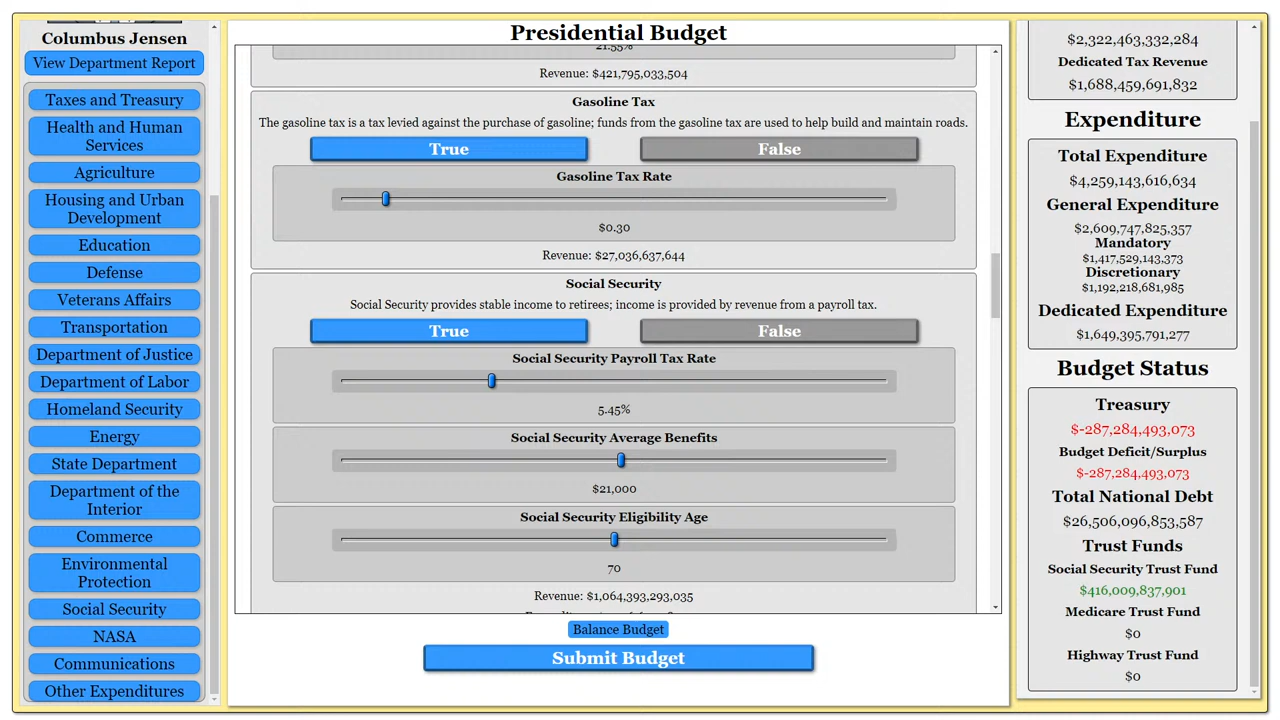 Columbus Jensen
View Department Report
Taxes and Treasury
Health and Human
Services
Agriculture
Housing and Urban
Development
Education
Defense
Veterans Affairs
Transportation
Department of Justice
Department of Labor
Homeland Security
Energy
State Department
Department of the
Interior
Commerce
Environmental
Protection
Social Security
NASA
Communications
Other Expenditures
Presidential Budget
21.55%
Revenue: $421,795,033,504
Gasoline Tax
The gasoline tax is a tax levied against the purchase of gasoline; funds from the gasoline tax are used to help build and maintain roads.
True
False
Gasoline Tax Rate
$0.30
Revenue: $27,036,637,644
Social Security
Social Security provides stable income to retirees; income is provided by revenue from a payroll tax.
True
False
Social Security Payroll Tax Rate
5.45%
Social Security Average Benefits
$21,000
Social Security Eligibility Age
70
Revenue: $1,064,393,293,035
Balance Budget
Submit Budget
$2,322,463,332,284
Dedicated Tax Revenue
$1,688,459,691,832
Expenditure
Total Expenditure
$4,259,143,616,634
General Expenditure
$2,609,747,825,357
Mandatory
$1,417,529,143,373
Discretionary
$1,192,218,681,985
Dedicated Expenditure
$1,649,395,791,277
Budget Status
Treasury
$-287,284,493,073
Budget Deficit/Surplus
$-287,284,493,073
Total National Debt
$26,506,096,853,587
Trust Funds
Social Security Trust Fund
$416,009,837,901
Medicare Trust Fund
$0
Highway Trust Fund
$0